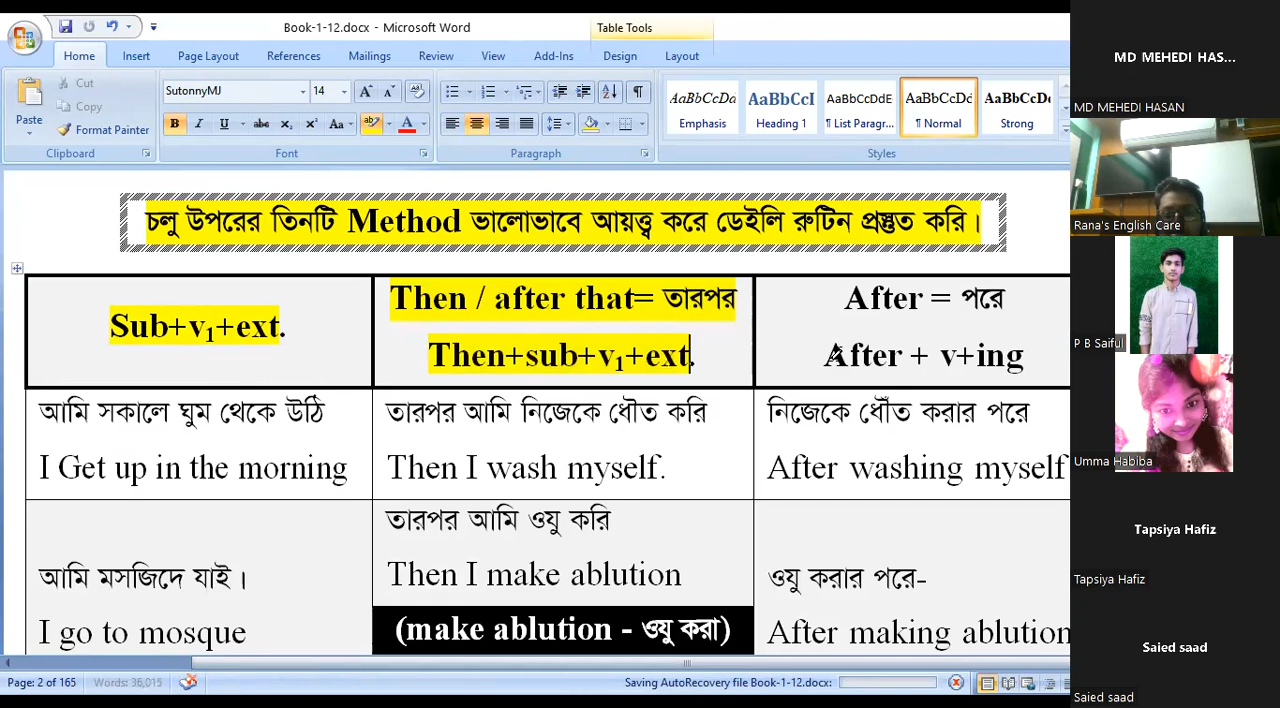 Book-1-12.docx - Microsoft Word
Table Tools
Home Insert Page Layout References Mailings Review View Add-Ins Design Layout
Paste
Cut
Copy
Format Painter
Clipboard
SutonnyMJ 14
Font
Paragraph
AaBbCcDd Emphasis
AaBbCcI Heading 1
AaBbCcDdE ¶ List Paragr...
AaBbCcDd ¶ Normal
AaBbCcDc Strong
Styles
চলু উপরের তিনটি Method ভালোভাবে আয়ত্ত্ব করে ডেইলি রুটিন প্রস্তুত করি।
Sub+v₁+ext.
Then / after that= তারপর
Then+sub+v₁+ext.
After = পরে
After + v+ing
আমি সকালে ঘুম থেকে উঠি
I Get up in the morning
তারপর আমি নিজেকে ধৌত করি
Then I wash myself.
নিজেকে ধৌঁত করার পরে
After washing myself
আমি মসজিদে যাই।
I go to mosque
তারপর আমি ওযু করি
Then I make ablution
(make ablution - ওযু করা)
ওযু করার পরে-
After making ablution
Page: 2 of 165 Words: 36,015 Saving AutoRecovery file Book-1-12.docx:
MD MEHEDI HAS...
MD MEHEDI HASAN
Rana's English Care
P B Saiful
Umma Habiba
Tapsiya Hafiz
Tapsiya Hafiz
Saied saad
Saied saad